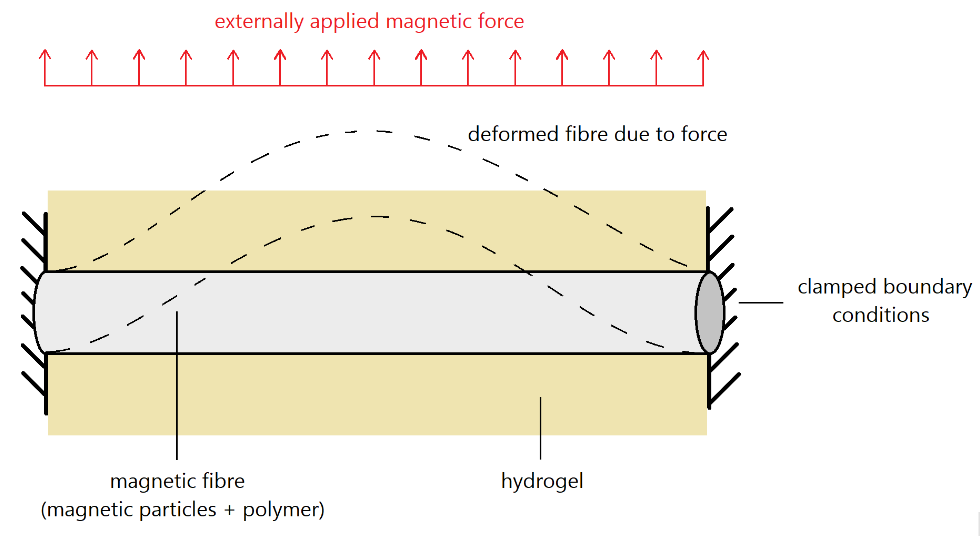 externally applied magnetic force
deformed fibre due to force
clamped boundary
conditions
magnetic fibre
(magnetic particles + polymer)
hydrogel